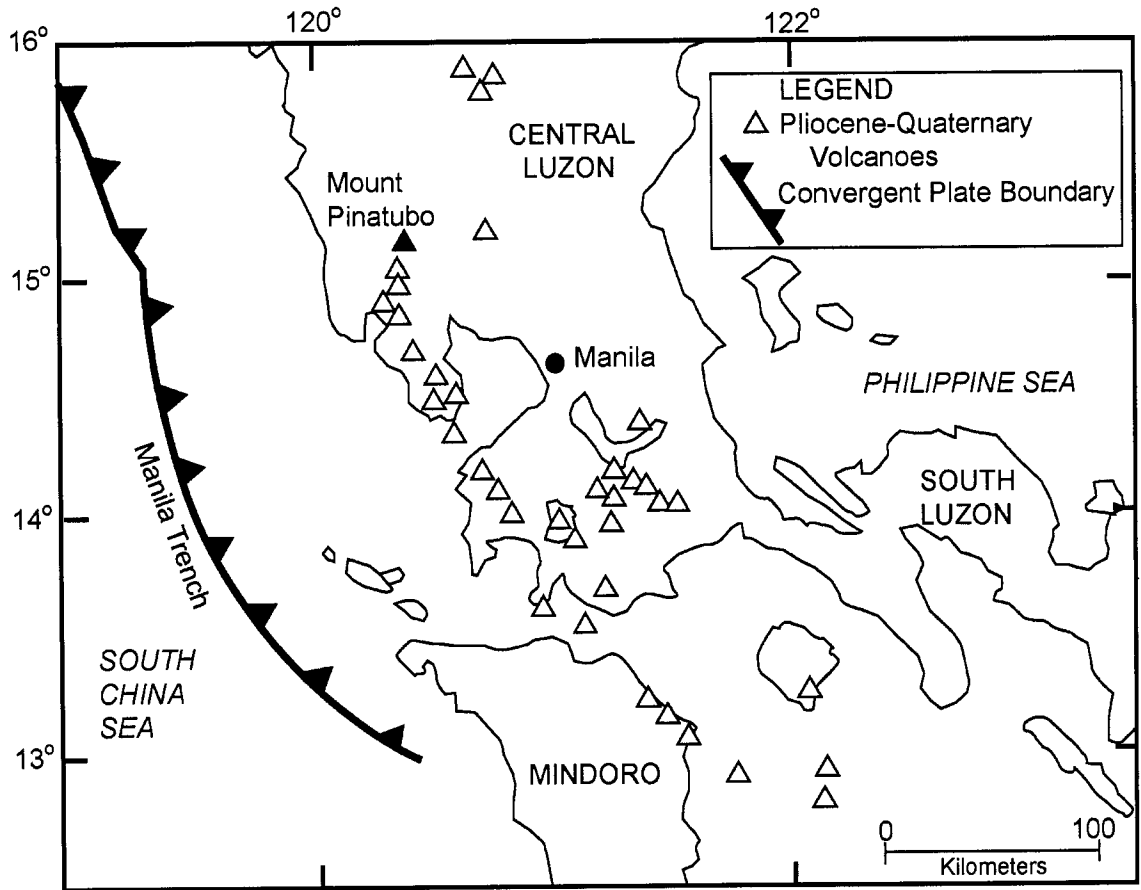 120°
122°
16°
LEGEND
Pliocene-Quaternary
Volcanoes
Convergent Plate Boundary
CENTRAL
LUZON
Mount
Pinatubo
15°
Manila
PHILIPPINE SEA
Manila Trench
SOUTH
LUZON
14°
SOUTH
CHINA
SEA
13°
MINDORO
0 100
Kilometers